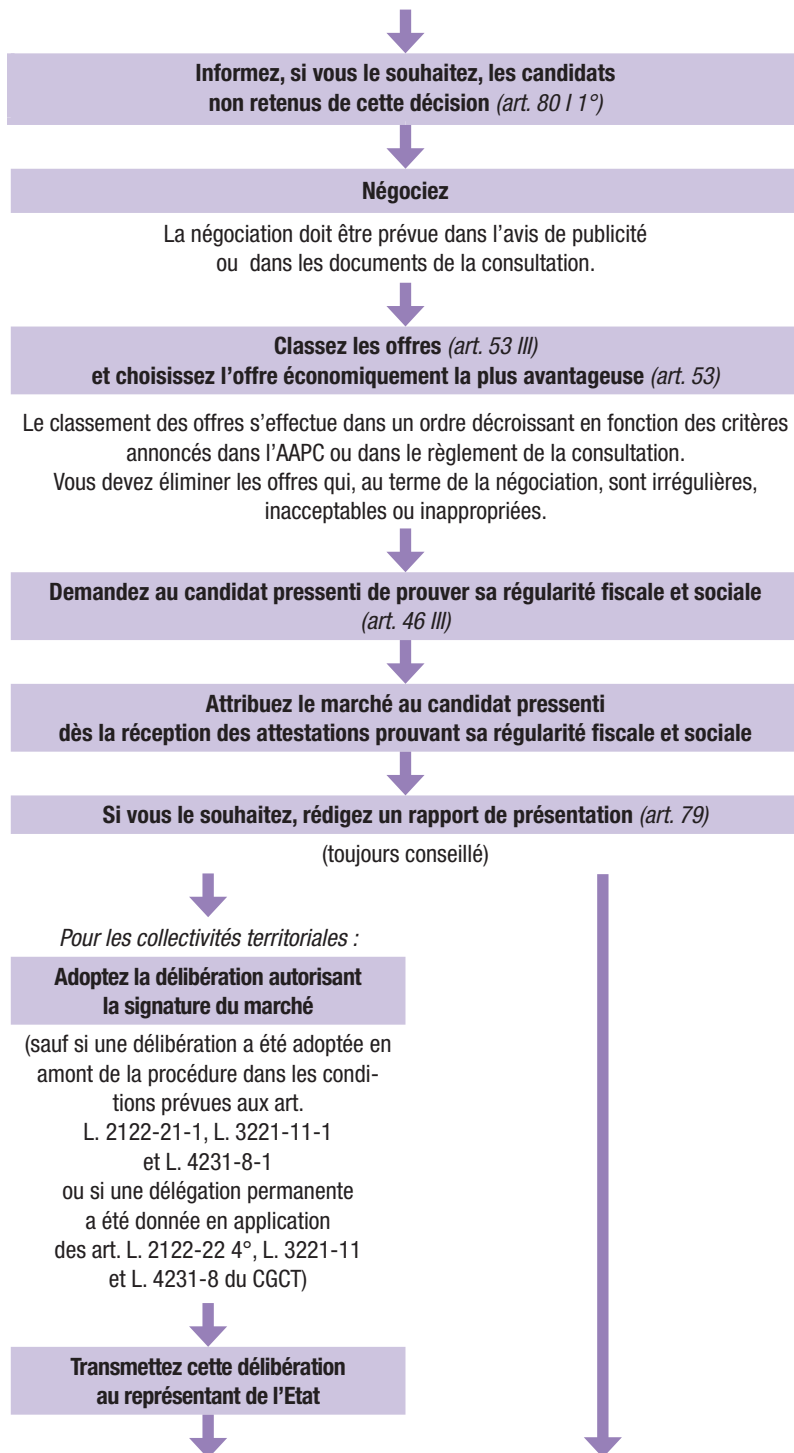 Informez, si vous le souhaitez, les candidats
non retenus de cette décision (art. 80 I 1°)
Négociez
La négociation doit être prévue dans l’avis de publicité
ou dans les documents de la consultation.
Classez les offres (art. 53 III)
et choisissez l’offre économiquement la plus avantageuse (art. 53)
Le classement des offres s’effectue dans un ordre décroissant en fonction des critères
annoncés dans l’AAPC ou dans le règlement de la consultation.
Vous devez éliminer les offres qui, au terme de la négociation, sont irrégulières,
inacceptables ou inappropriées.
Demandez au candidat pressenti de prouver sa régularité fiscale et sociale
(art. 46 III)
Attribuez le marché au candidat pressenti
dès la réception des attestations prouvant sa régularité fiscale et sociale
Si vous le souhaitez, rédigez un rapport de présentation (art. 79)
(toujours conseillé)
Pour les collectivités territoriales :
Adoptez la délibération autorisant
la signature du marché
(sauf si une délibération a été adoptée en
amont de la procédure dans les condi-
tions prévues aux art.
L. 2122-21-1, L. 3221-11-1
et L. 4231-8-1
ou si une délégation permanente
a été donnée en application
des art. L. 2122-22 4°, L. 3221-11
et L. 4231-8 du CGCT)
Transmettez cette délibération
au représentant de l’Etat